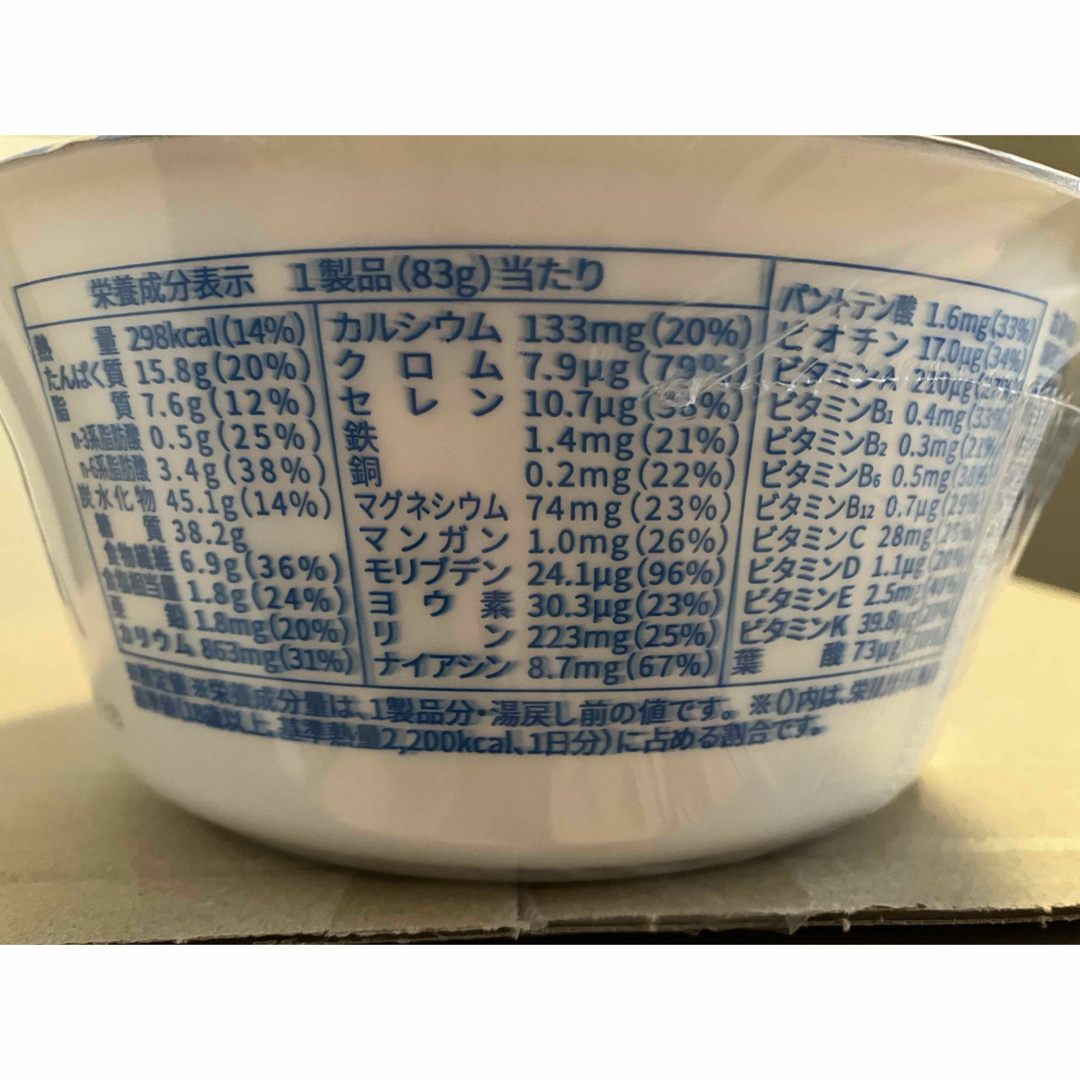 栄養成分表示 1製品(83g)当たり
熱量 298kcal(14%)
たんぱく質 15.8g(20%)
脂質 7.6g(12%)
n-3系脂肪酸 0.5g(25%)
n-6系脂肪酸 3.4g(38%)
炭水化物 45.1g(14%)
糖質 38.2g
食物繊維 6.9g(36%)
食塩相当量 1.8g(24%)
亜鉛 1.8mg(20%)
カリウム 863mg(31%)
カルシウム 133mg(20%)
クロム 7.9μg(79%)
セレン 10.7μg(38%)
鉄 1.4mg(21%)
銅 0.2mg(22%)
マグネシウム 74mg(23%)
マンガン 1.0mg(26%)
モリブデン 24.1μg(96%)
ヨウ素 30.3μg(23%)
リン 223mg(25%)
ナイアシン 8.7mg(67%)
パントテン酸 1.6mg(33%)
ビオチン 17.0μg(34%)
ビタミンA 210μg
ビタミンB1 0.4mg(33%)
ビタミンB2 0.3mg(21%)
ビタミンB6 0.5mg(38%)
ビタミンB12 0.7μg(29%)
ビタミンC 28mg
ビタミンD 1.1μg(20%)
ビタミンE 2.5mg(40%)
ビタミンK 39.8μg
葉酸 73μg
※栄養成分量は、1製品分・湯戻し前の値です。※()内は、栄
(18歳以上、基準熱量2,200kcal、1日分)に占める割合です。